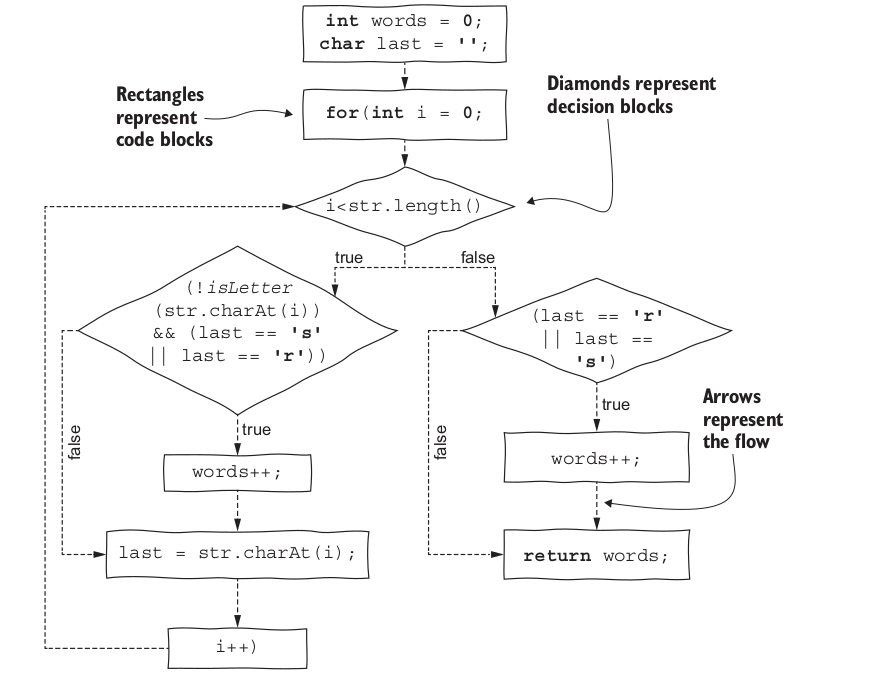 int words = 0;
char last = '';
Rectangles
represent
code blocks
for(int i = 0;
Diamonds represent
decision blocks
i<str.length()
true
false
(!isLetter
(str.charAt(i))
&& (last == 's'
|| last == 'r'))
(last == 'r'
|| last ==
's')
false
true
words++;
last = str.charAt(i);
i++)
false
true
words++;
Arrows
represent
the flow
return words;